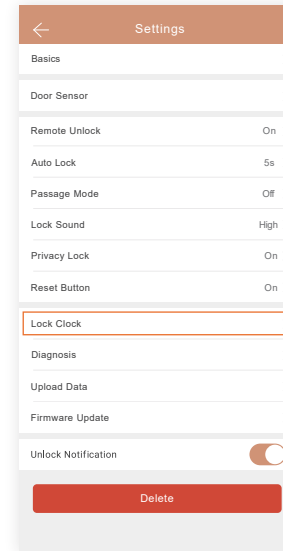 Settings
Basics
Door Sensor
Remote Unlock On
Auto Lock 5s
Passage Mode Off
Lock Sound High
Privacy Lock On
Reset Button On
Lock Clock
Diagnosis
Upload Data
Firmware Update
Unlock Notification
Delete